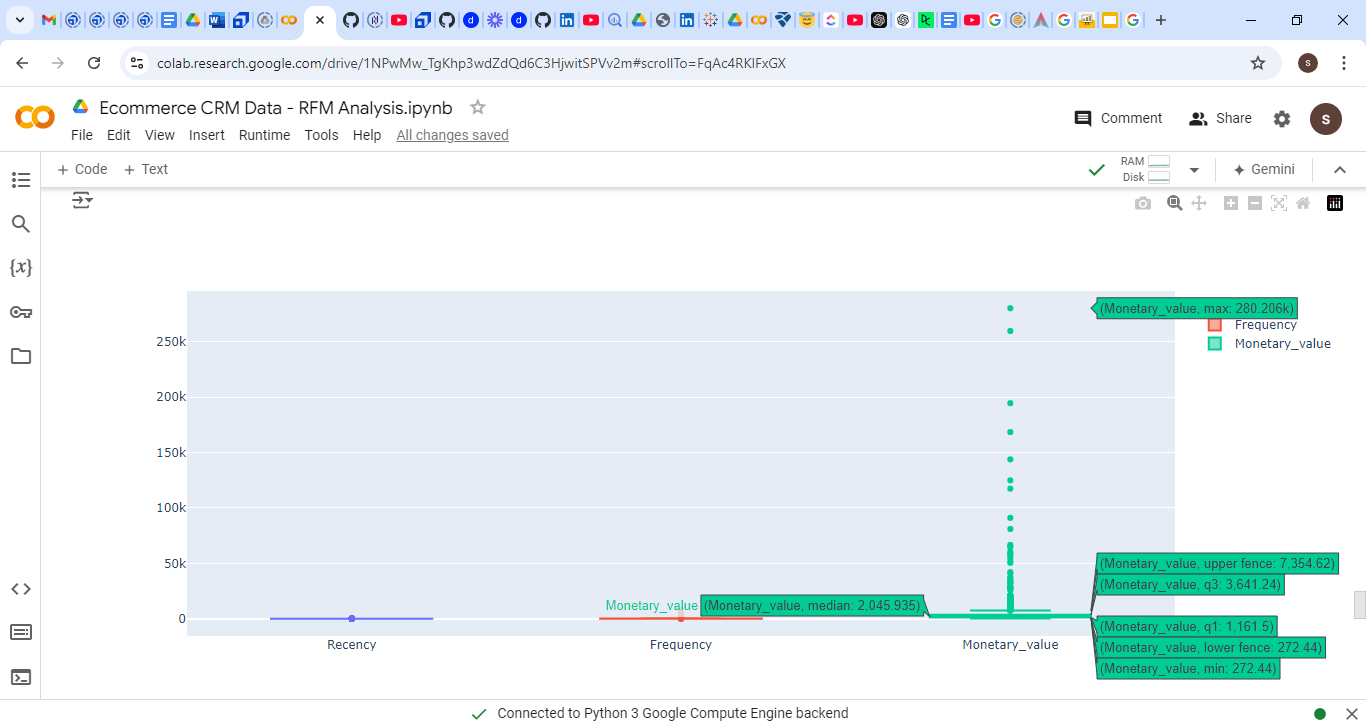 colab.research.google.com/drive/1NPwMw_TgKhp3wdZdQd6C3HjwitSPVv2m#scrollTo=FqAc4RKlFxGX
S
Ecommerce CRM Data - RFM Analysis.ipynb
Comment
Share
S
File Edit View Insert Runtime Tools Help All changes saved
+ Code + Text
RAM
Disk
Gemini
{x}
(Monetary_value, max: 280.206k)
Frequency
Monetary_value
250k
200k
150k
100k
50k
0
(Monetary_value, upper fence: 7,354.62)
(Monetary_value, q3: 3,641.24)
Monetary_value
(Monetary_value, median: 2,045.935)
(Monetary_value, q1: 1,161.5)
(Monetary_value, lower fence: 272.44)
(Monetary_value, min: 272.44)
Recency
Frequency
Monetary_value
Connected to Python 3 Google Compute Engine backend